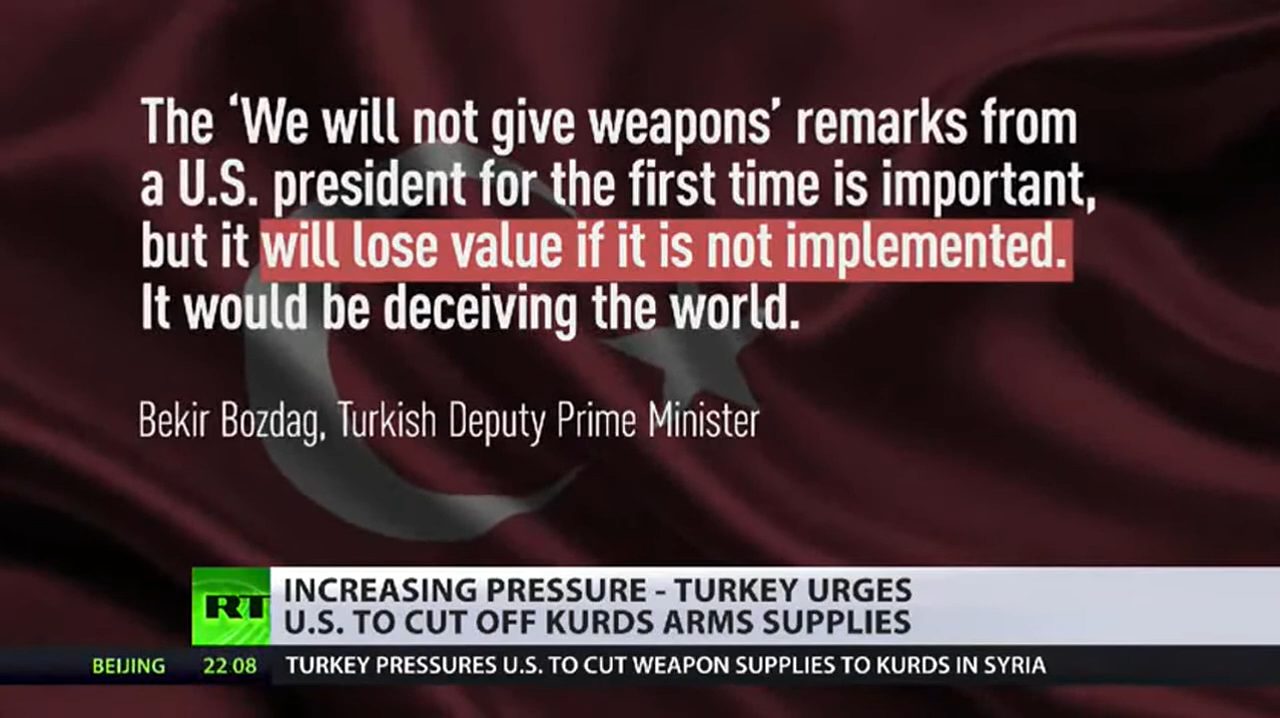 The ‘We will not give weapons’ remarks from
a U.S. president for the first time is important,
but it will lose value if it is not implemented.
It would be deceiving the world.
Bekir Bozdag, Turkish Deputy Prime Minister
RT
INCREASING PRESSURE - TURKEY URGES
U.S. TO CUT OFF KURDS ARMS SUPPLIES
BEIJING 22:08 TURKEY PRESSURES U.S. TO CUT WEAPON SUPPLIES TO KURDS IN SYRIA